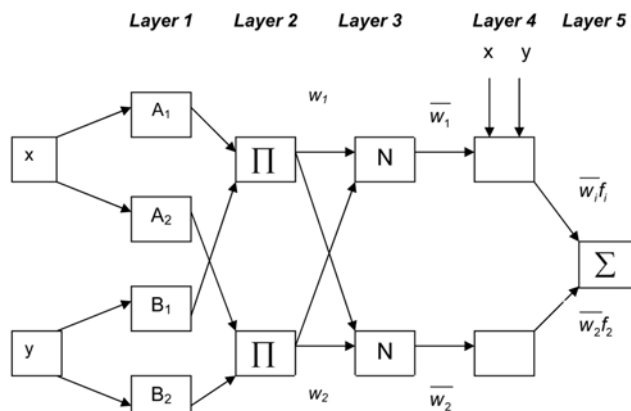 Layer 1 Layer 2 Layer 3 Layer 4 Layer 5
x y
w₁
w̅₁
A₁
x
∏
N
w̅ᵢfᵢ
A₂
∑
B₁
w̅₂f₂
y
∏
N
B₂
w₂
w̅₂